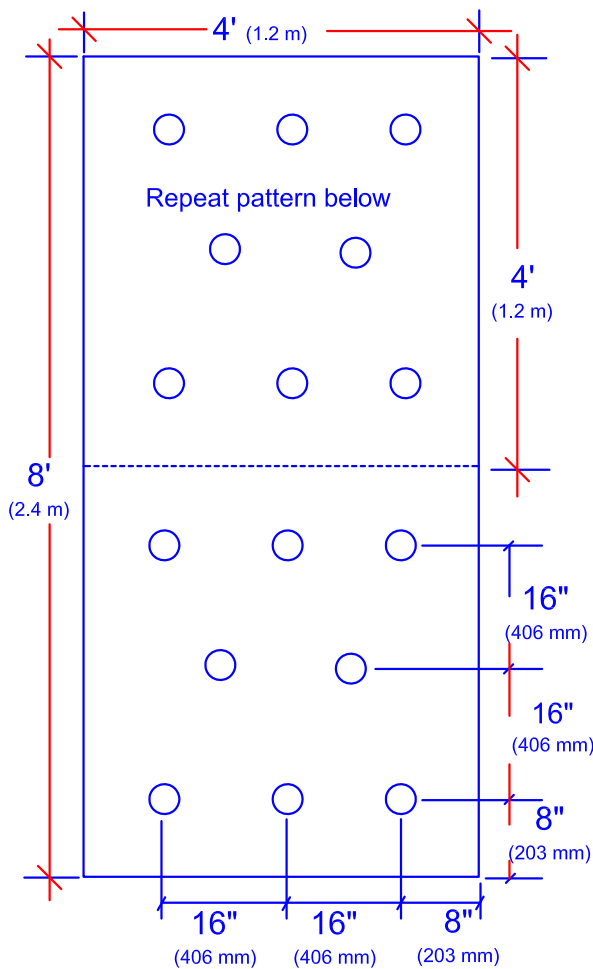 4' (1.2 m)
Repeat pattern below
4'
(1.2 m)
8'
(2.4 m)
16"
(406 mm)
16"
(406 mm)
8"
(203 mm)
16" 16" 8"
(406 mm) (406 mm) (203 mm)